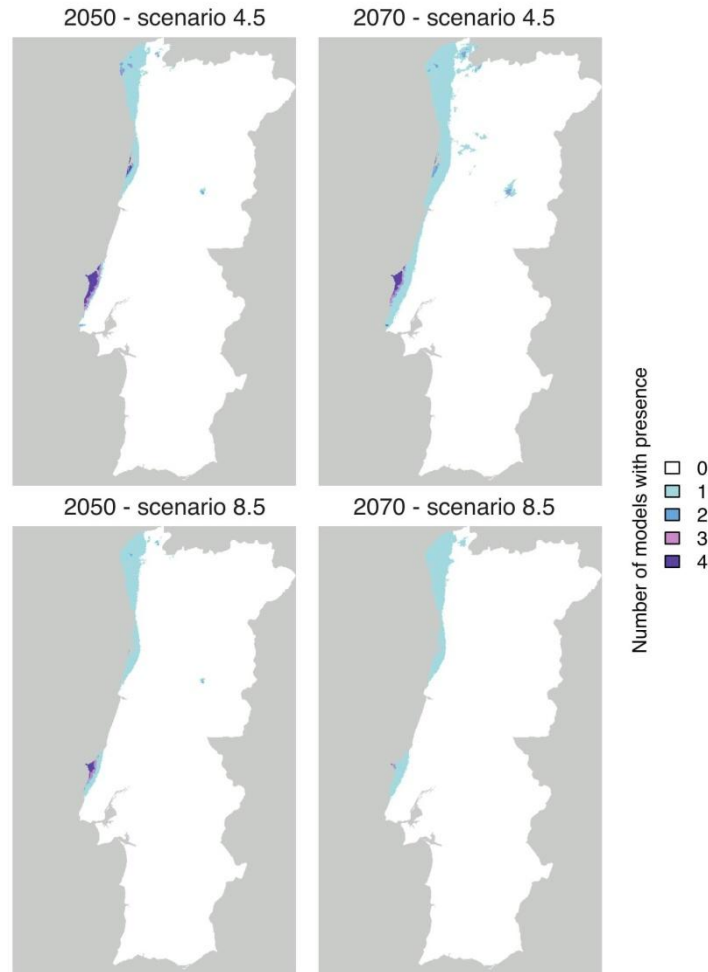 2050 - scenario 4.5
2070 - scenario 4.5
2050 - scenario 8.5
2070 - scenario 8.5
Number of models with presence
0
1
2
3
4